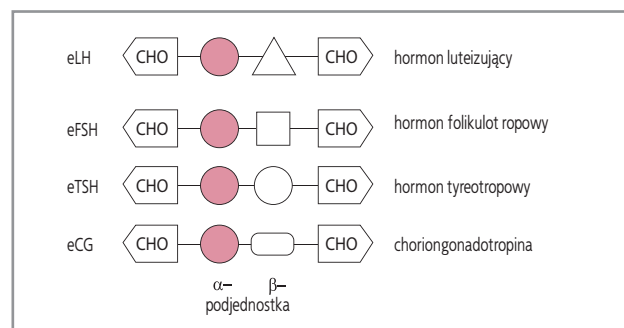 eLH CHO CHO hormon luteizujący
eFSH CHO CHO hormon folikulot ropowy
eTSH CHO CHO hormon tyreotropowy
eCG CHO CHO choriongonadotropina
α– β–
podjednostka